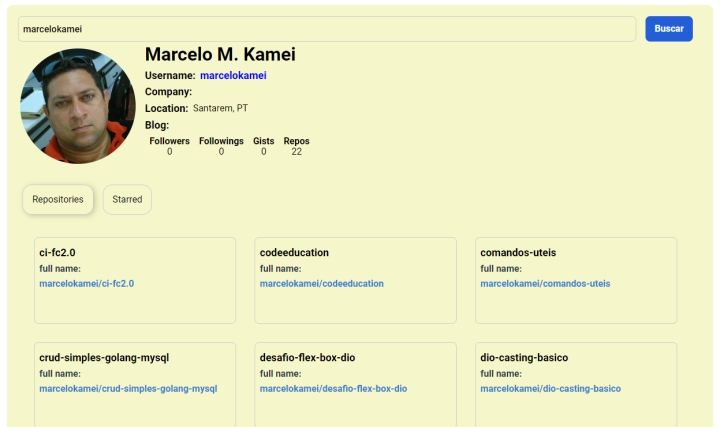 marcelokamei
Buscar
Marcelo M. Kamei
Username: marcelokamei
Company:
Location: Santarem, PT
Blog:
Followers Followings Gists Repos
0 0 0 22
Repositories Starred
ci-fc2.0
full name:
marcelokamei/ci-fc2.0
codeeducation
full name:
marcelokamei/codeeducation
comandos-uteis
full name:
marcelokamei/comandos-uteis
crud-simples-golang-mysql
full name:
marcelokamei/crud-simples-golang-mysql
desafio-flex-box-dio
full name:
marcelokamei/desafio-flex-box-dio
dio-casting-basico
full name:
marcelokamei/dio-casting-basico